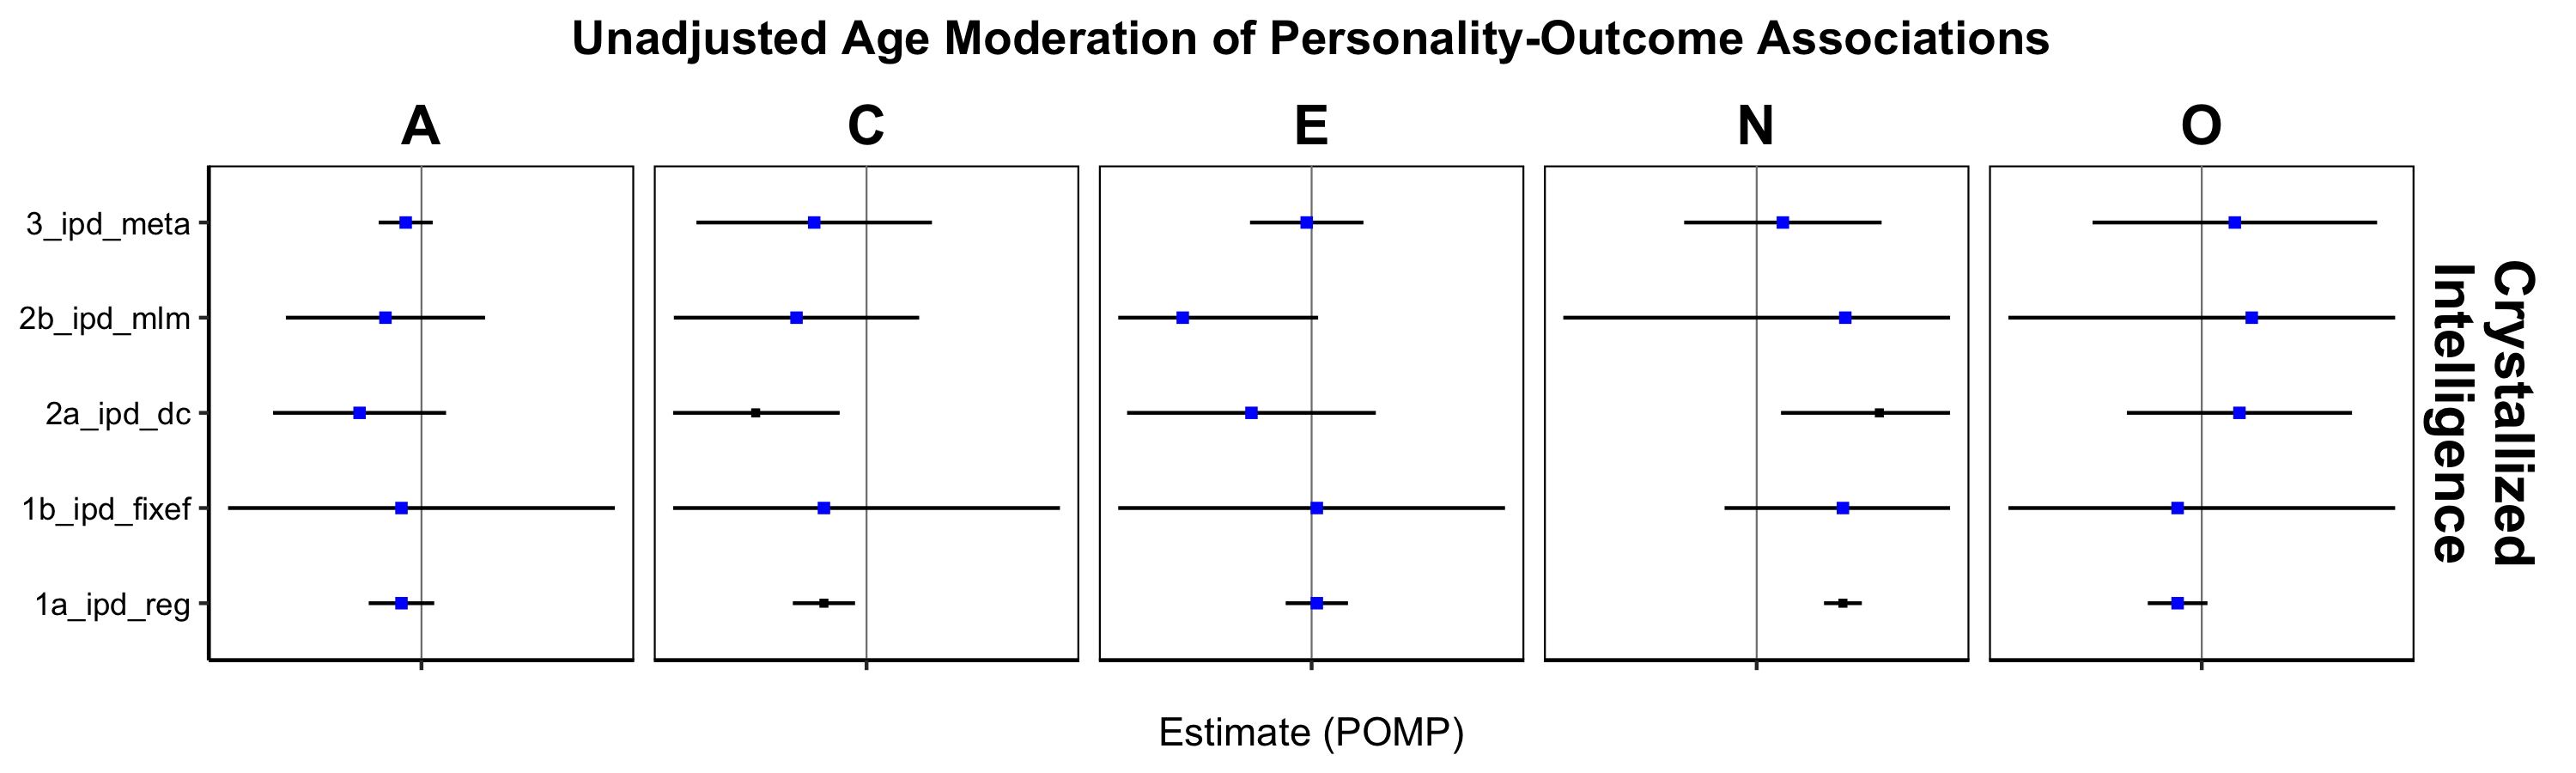 Unadjusted Age Moderation of Personality-Outcome Associations
A C E N O
3_ipd_meta
2b_ipd_mlm
2a_ipd_dc
1b_ipd_fixef
1a_ipd_reg
Crystallized
Intelligence
Estimate (POMP)